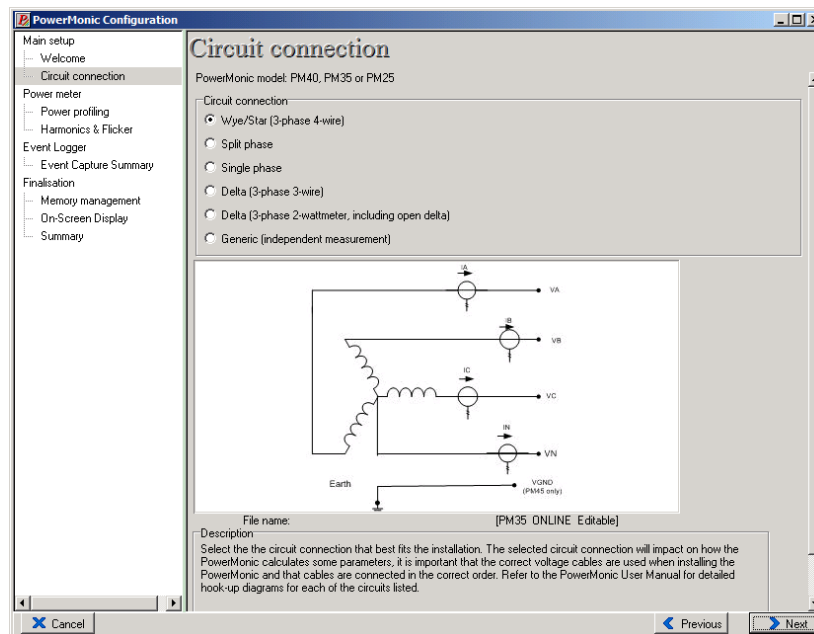 PowerMonic Configuration
Main setup
Welcome
Circuit connection
Power meter
Power profiling
Harmonics & Flicker
Event Logger
Event Capture Summary
Finalisation
Memory management
On-Screen Display
Summary
Circuit connection
PowerMonic model: PM40, PM35 or PM25
Circuit connection
Wye/Star (3-phase 4-wire)
Split phase
Single phase
Delta (3-phase 3-wire)
Delta (3-phase 2-wattmeter, including open delta)
Generic (independent measurement)
IA
VA
IB
VB
IC
VC
IN
VN
Earth
VGND
(PM45 only)
File name: [PM35 ONLINE Editable]
Description
Select the the circuit connection that best fits the installation. The selected circuit connection will impact on how the
PowerMonic calculates some parameters, it is important that the correct voltage cables are used when installing the
PowerMonic and that cables are connected in the correct order. Refer to the PowerMonic User Manual for detailed
hook-up diagrams for each of the circuits listed.
Cancel
Previous
Next